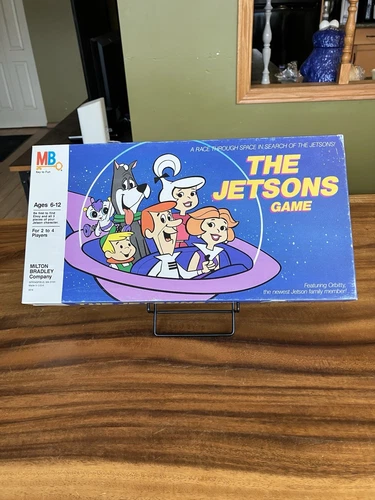 MB
A RACE THROUGH SPACE IN SEARCH OF THE JETSONS!
THE
JETSONS
GAME
Ages 6-12
For 2 to 4
Players
MILTON
BRADLEY
Company
Featuring Orbitty,
the newest Jetson family member!